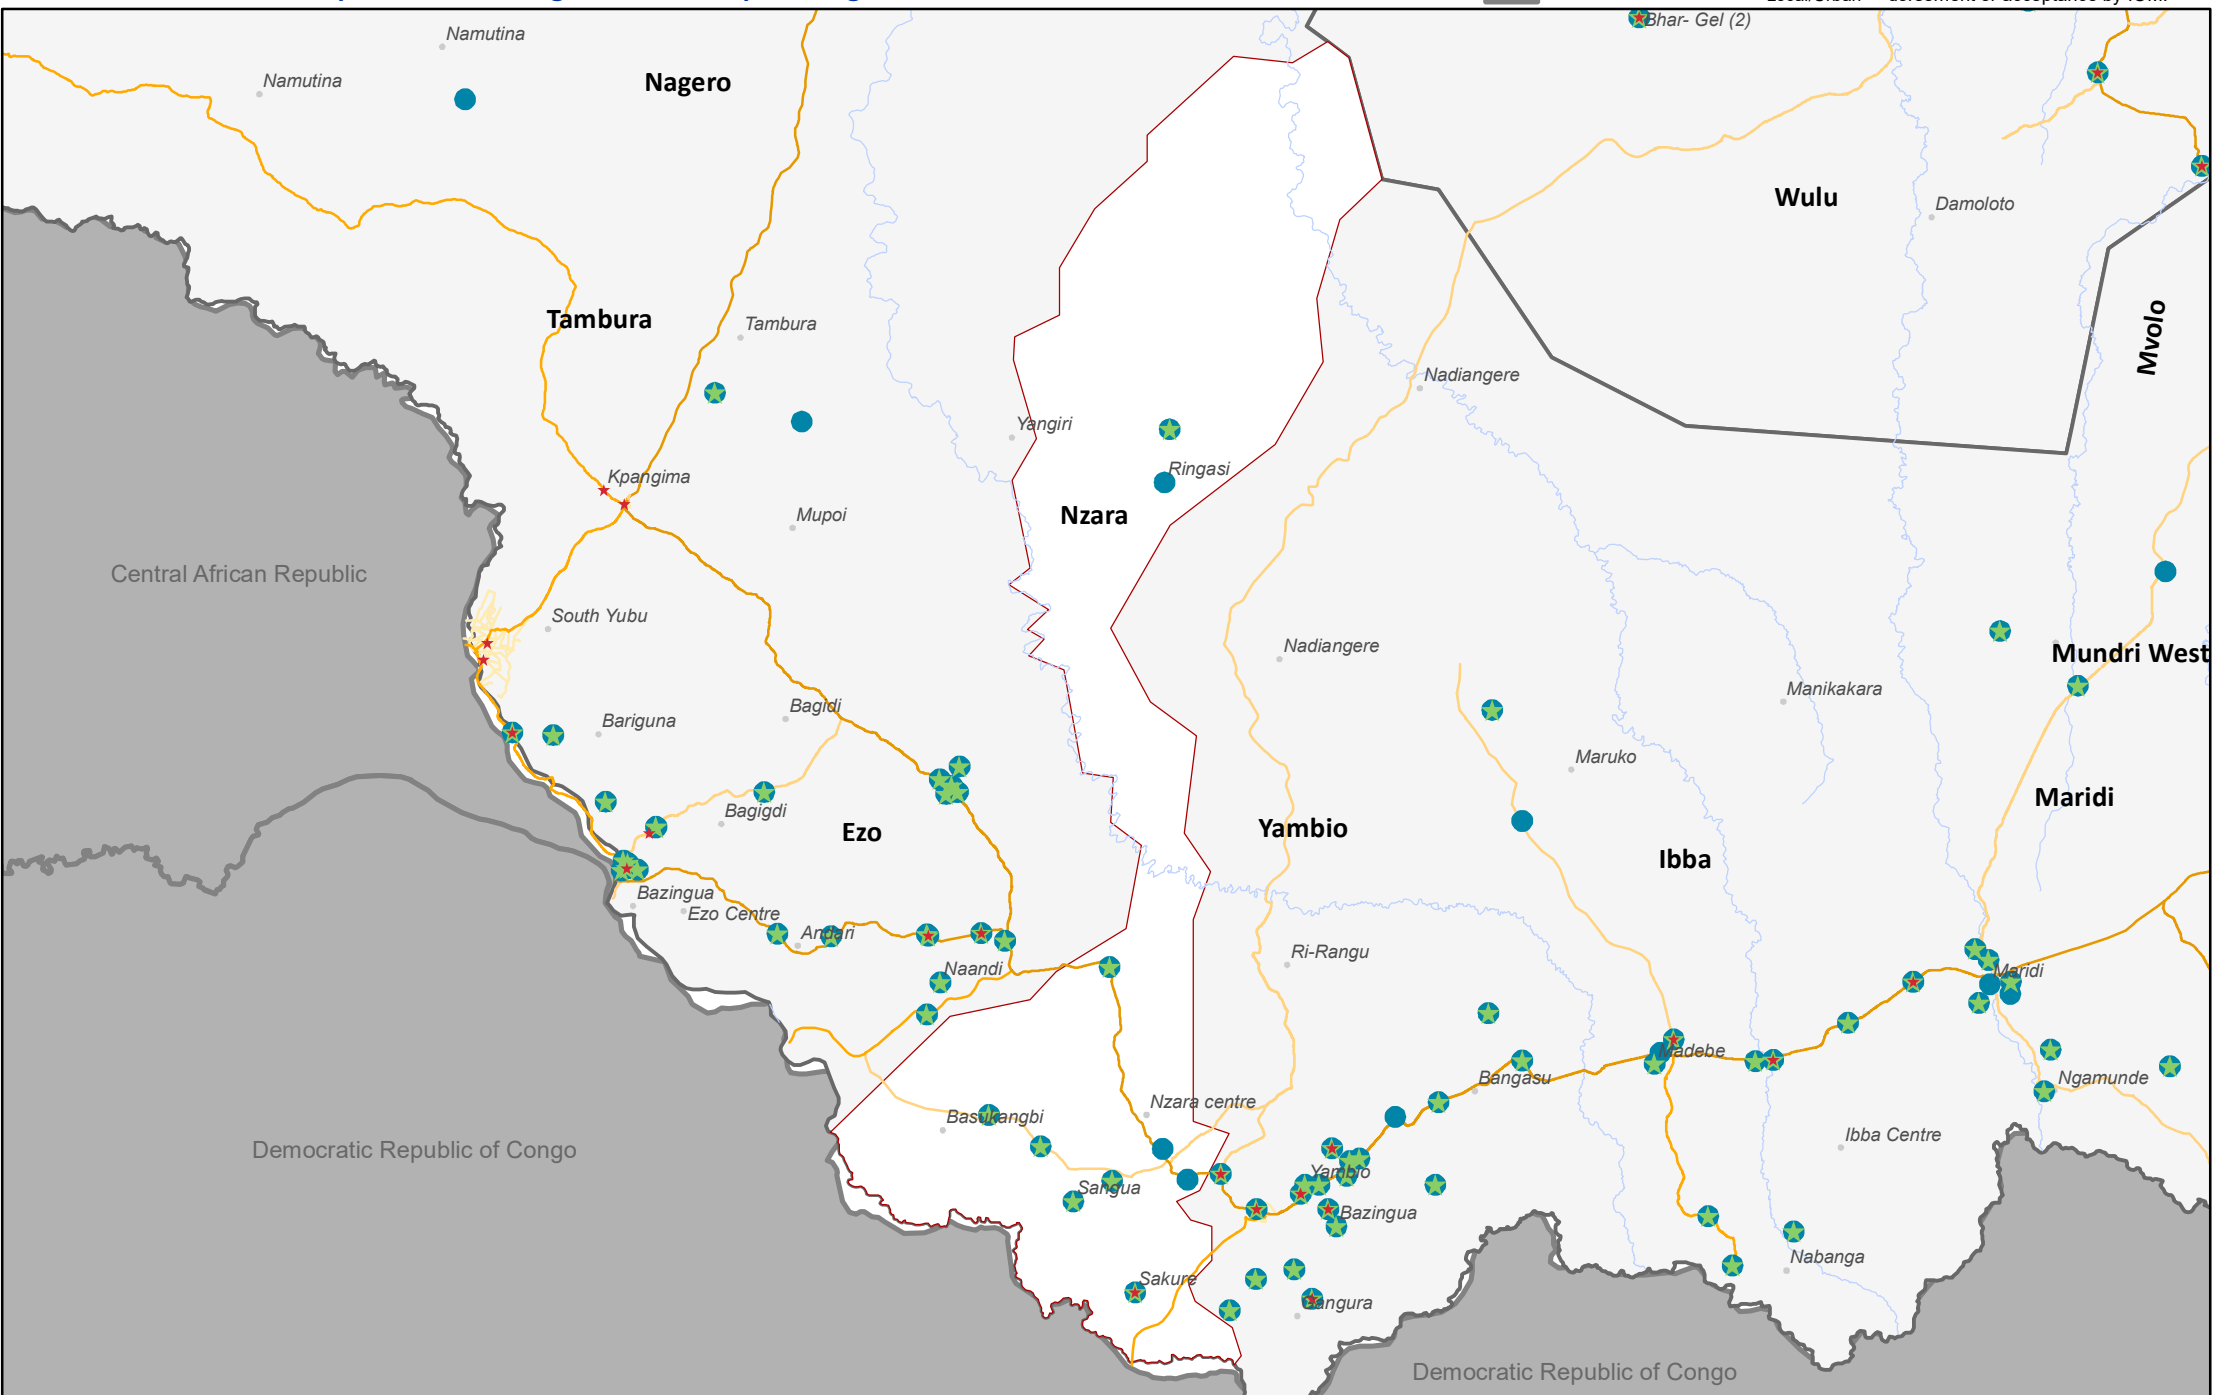 Bhar- Gel (2)
Namutina
Namutina
Nagero
Wulu
Damoloto
Tambura
Tambura
Mvolo
Nadiangere
Yangiri
Kpangima
Ringasi
Mupoi
Nzara
Central African Republic
South Yubu
Nadiangere
Mundri West
Manikakara
Bagidi
Bariguna
Maruko
Maridi
Bagigdi
Ezo
Yambio
Ibba
Bazingua
Ezo Centre
Andari
Ri-Rangu
Naandi
Maridi
Madebe
Bangasu
Ngamunde
Nzara centre
Basukangbi
Ibba Centre
Democratic Republic of Congo
Yambio
Sangua
Bazingua
Nabanga
Sakure
Gangura
Democratic Republic of Congo